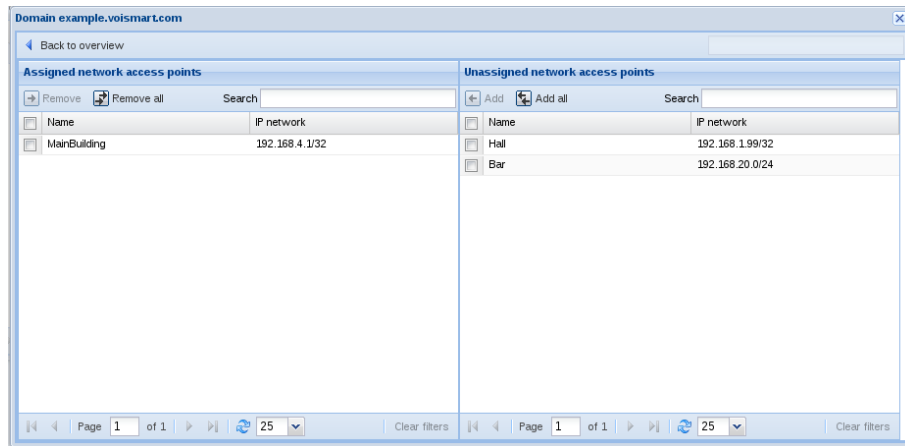 Domain example.voismart.com
Back to overview
Assigned network access points
Remove Remove all Search
Name IP network
MainBuilding 192.168.4.1/32
Page 1 of 1 25 Clear filters
Unassigned network access points
Add Add all Search
Name IP network
Hall 192.168.1.99/32
Bar 192.168.20.0/24
Page 1 of 1 25 Clear filters